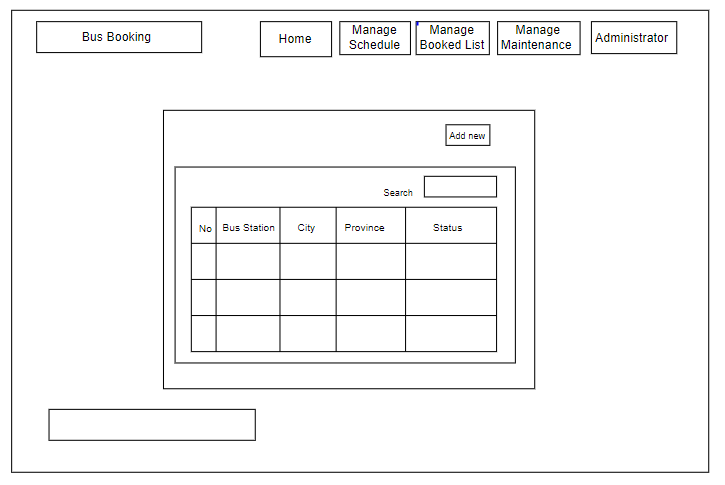 Bus Booking
Home
Manage
Schedule
Manage
Booked List
Manage
Maintenance
Administrator
Add new
Search
No
Bus Station
City
Province
Status